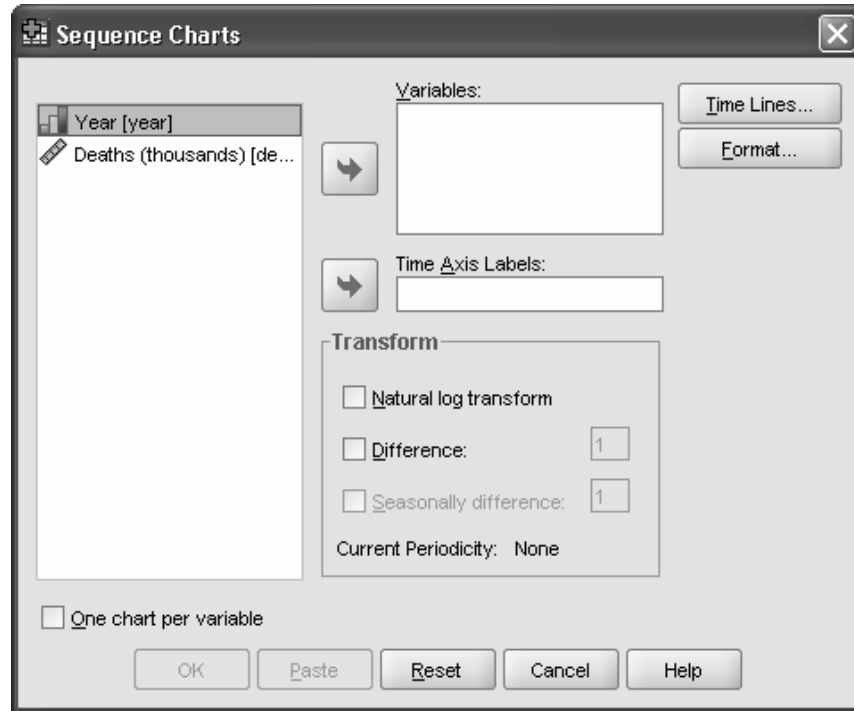 Sequence Charts
Year [year]
Deaths (thousands) [de...
Variables:
Time Lines...
Format...
Time Axis Labels:
Transform
Natural log transform
Difference: 1
Seasonally difference: 1
Current Periodicity: None
One chart per variable
OK Paste Reset Cancel Help